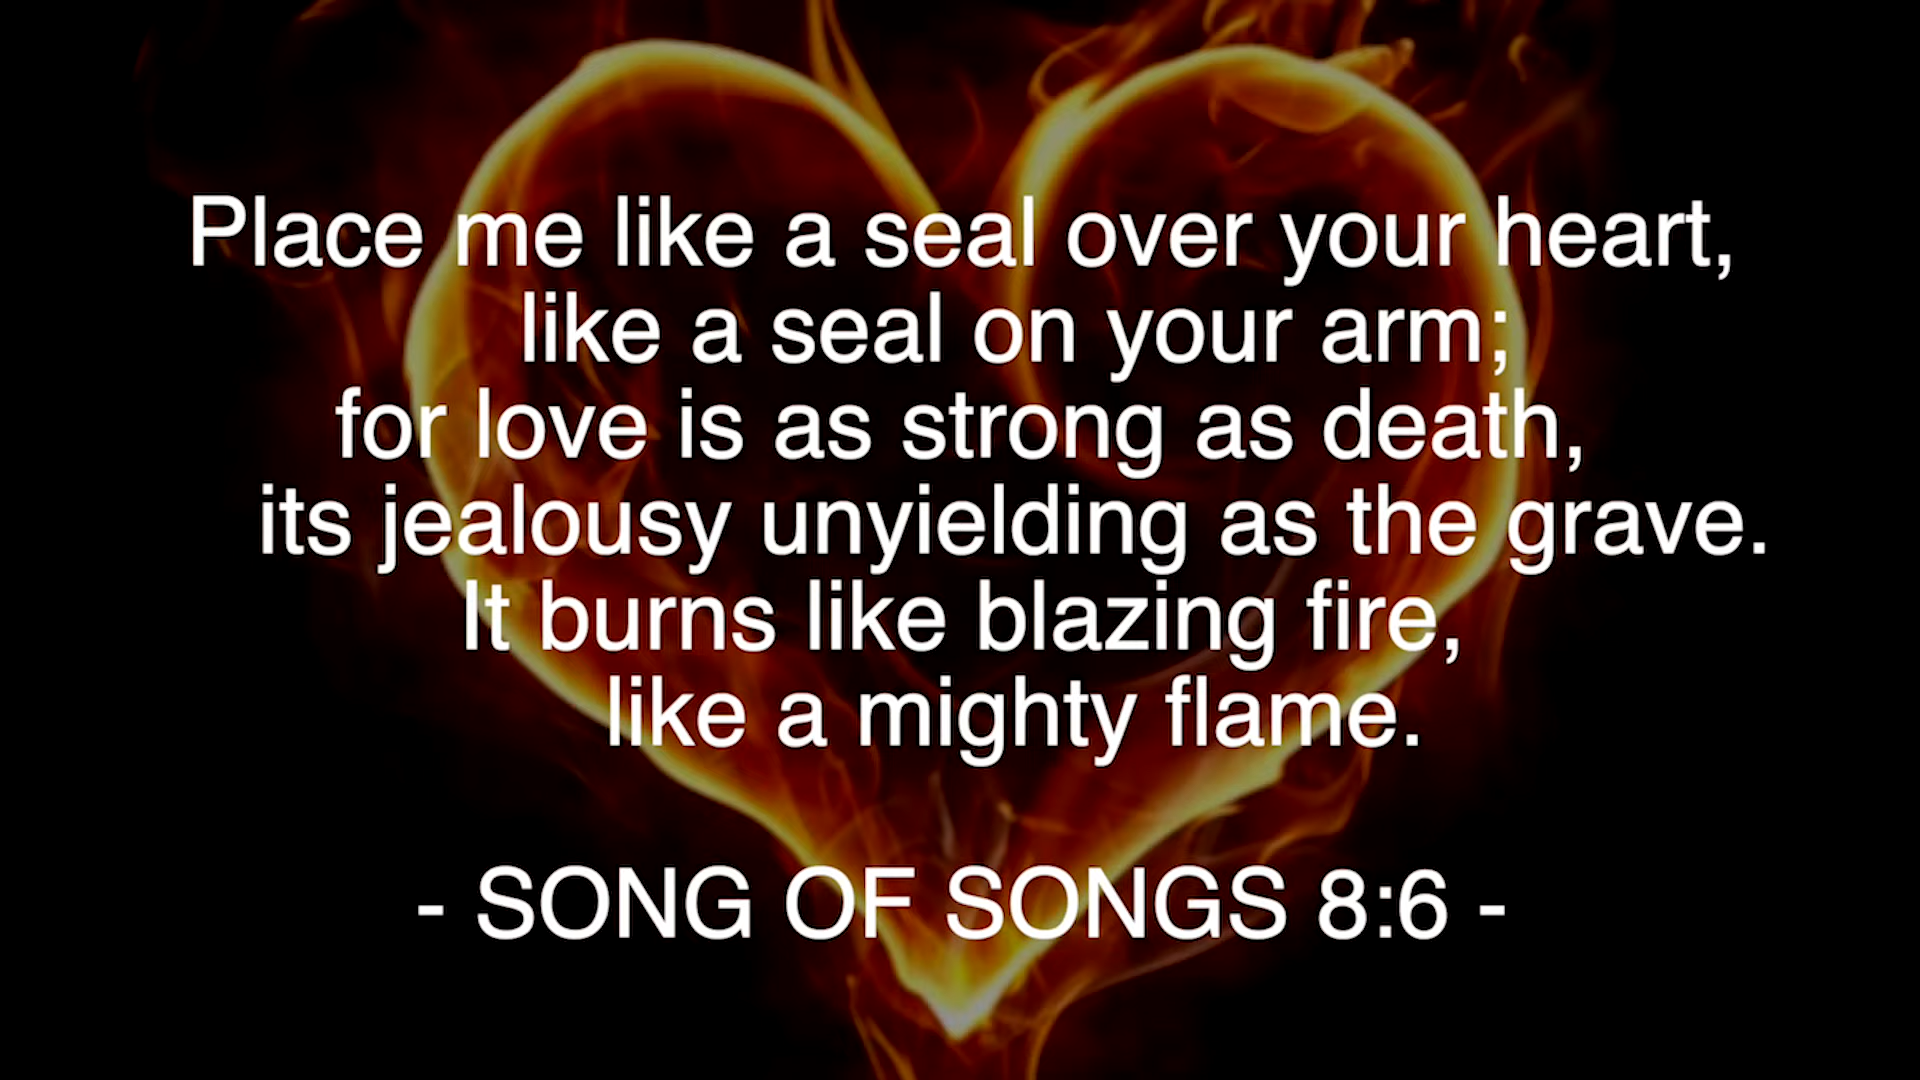 Place me like a seal over your heart,
like a seal on your arm;
for love is as strong as death,
its jealousy unyielding as the grave.
It burns like blazing fire,
like a mighty flame.
- SONG OF SONGS 8:6 -